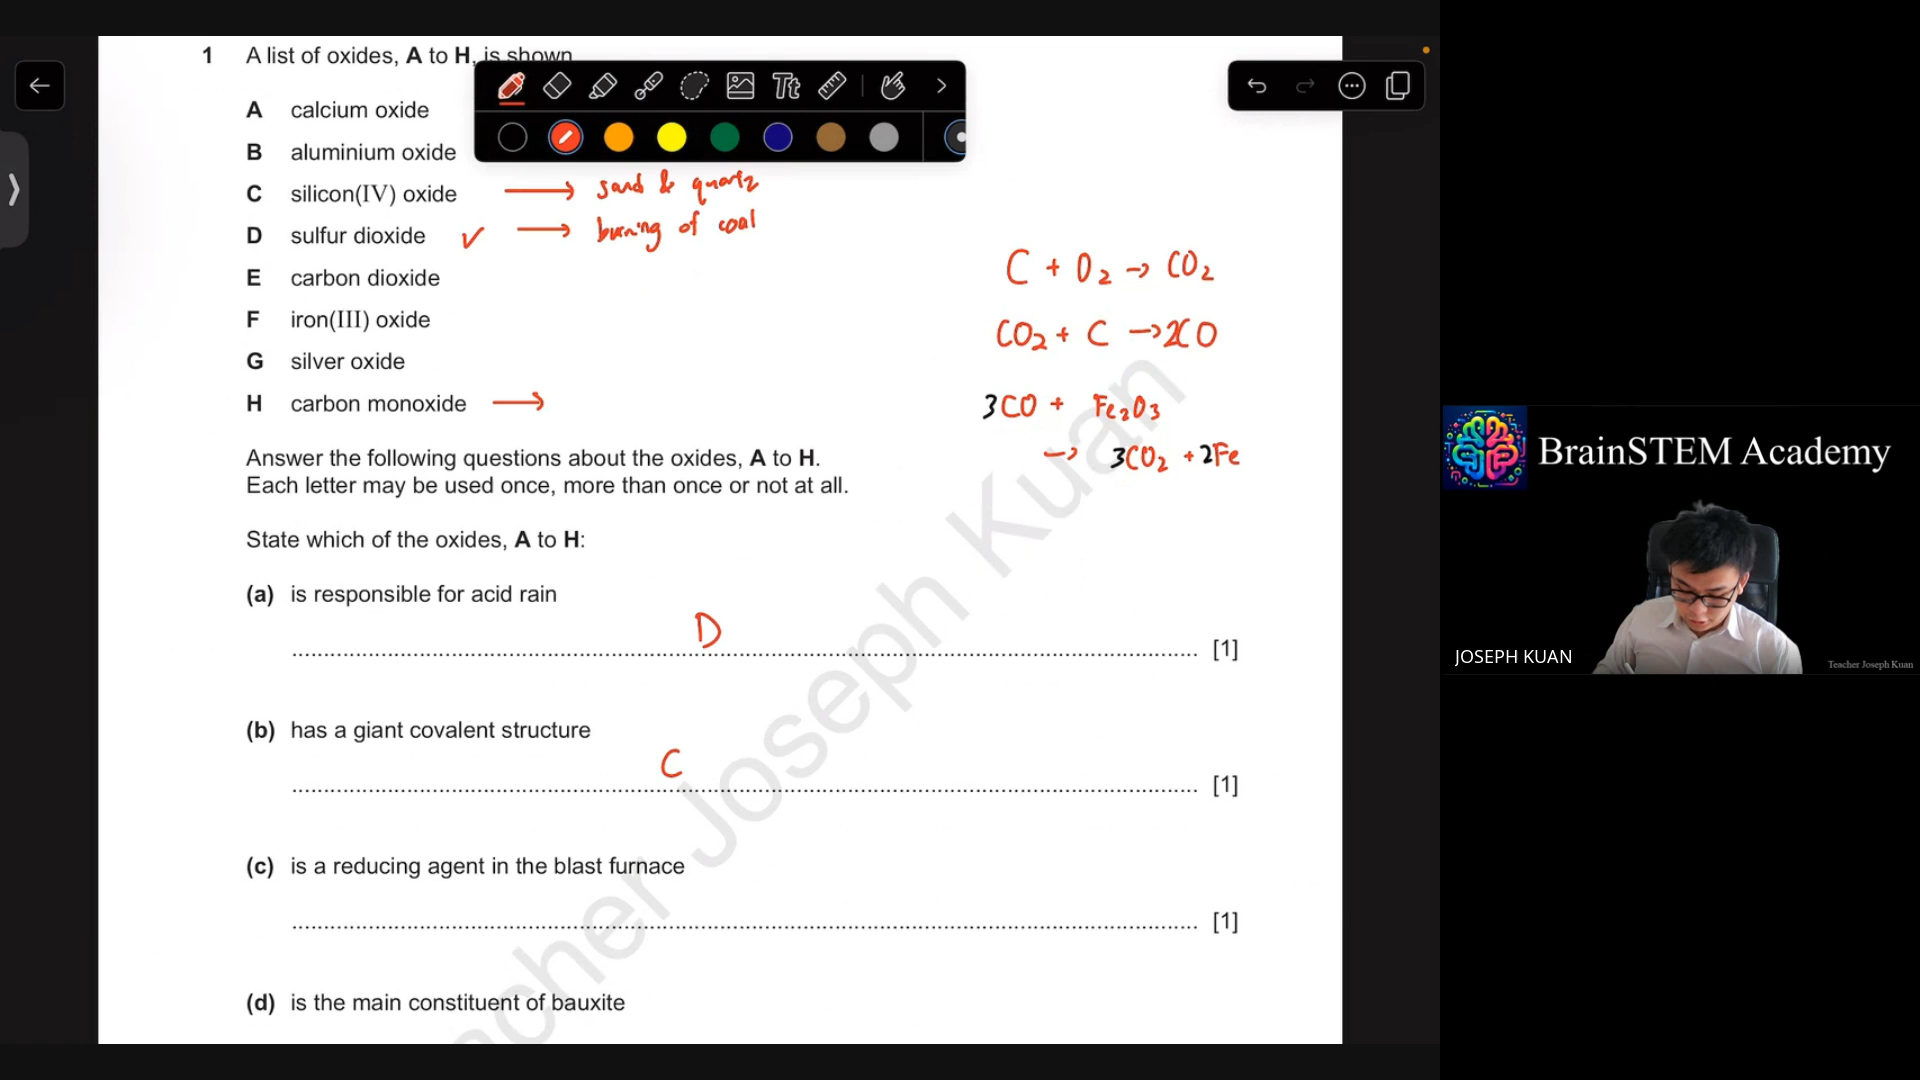 1 A list of oxides, A to H, is shown
Tt
A calcium oxide
B aluminium oxide
C silicon(IV) oxide → sand & quartz
D sulfur dioxide ✓ → burning of coal
E carbon dioxide
F iron(III) oxide
G silver oxide
H carbon monoxide →
C + O2 → CO2
CO2 + C → 2CO
3CO + Fe2O3
→ 3CO2 + 2Fe
Answer the following questions about the oxides, A to H.
Each letter may be used once, more than once or not at all.
State which of the oxides, A to H:
(a) is responsible for acid rain
D
[1]
(b) has a giant covalent structure
C
[1]
(c) is a reducing agent in the blast furnace
[1]
(d) is the main constituent of bauxite
Teacher Joseph Kuan
BrainSTEM Academy
JOSEPH KUAN
Teacher Joseph Kuan